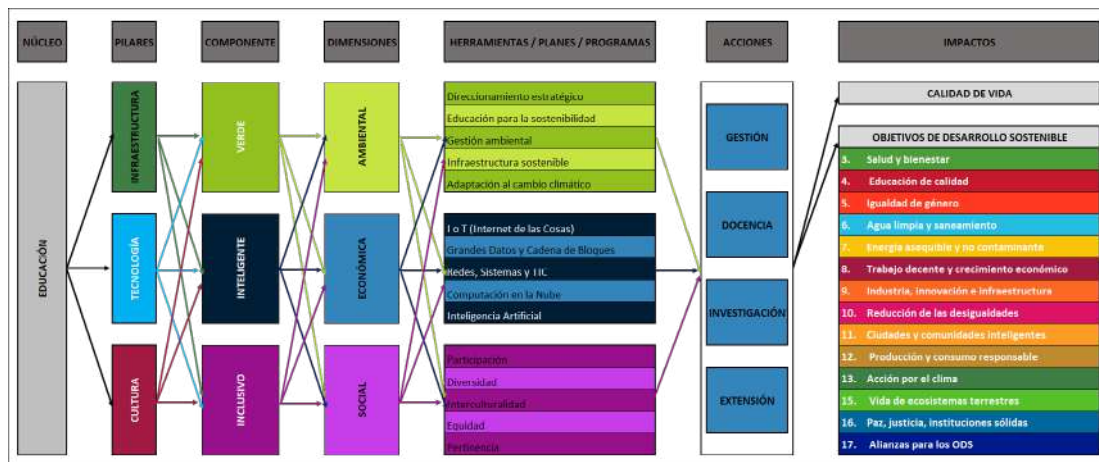 NÚCLEO
PILARES
COMPONENTE
DIMENSIONES
HERRAMIENTAS / PLANES / PROGRAMAS
ACCIONES
IMPACTOS
EDUCACIÓN
INFRAESTRUCTURA
TECNOLOGÍA
CULTURA
VERDE
INTELIGENTE
INCLUSIVO
AMBIENTAL
ECONÓMICA
SOCIAL
Direccionamiento estratégico
Educación para la sostenibilidad
Gestión ambiental
Infraestructura sostenible
Adaptación al cambio climático
I o T (Internet de las Cosas)
Grandes Datos y Cadena de Bloques
Redes, Sistemas y TIC
Computación en la Nube
Inteligencia Artificial
Participación
Diversidad
Interculturalidad
Equidad
Pertinencia
GESTIÓN
DOCENCIA
INVESTIGACIÓN
EXTENSIÓN
CALIDAD DE VIDA
OBJETIVOS DE DESARROLLO SOSTENIBLE
3. Salud y bienestar
4. Educación de calidad
5. Igualdad de género
6. Agua limpia y saneamiento
7. Energía asequible y no contaminante
8. Trabajo decente y crecimiento económico
9. Industria, innovación e infraestructura
10. Reducción de las desigualdades
11. Ciudades y comunidades inteligentes
12. Producción y consumo responsable
13. Acción por el clima
15. Vida de ecosistemas terrestres
16. Paz, justicia, instituciones sólidas
17. Alianzas para los ODS